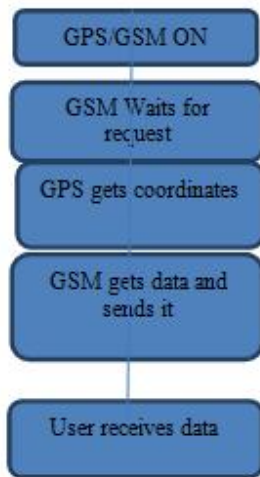 GPS/GSM ON
GSM Waits for
request
GPS gets coordinates
GSM gets data and
sends it
User receives data